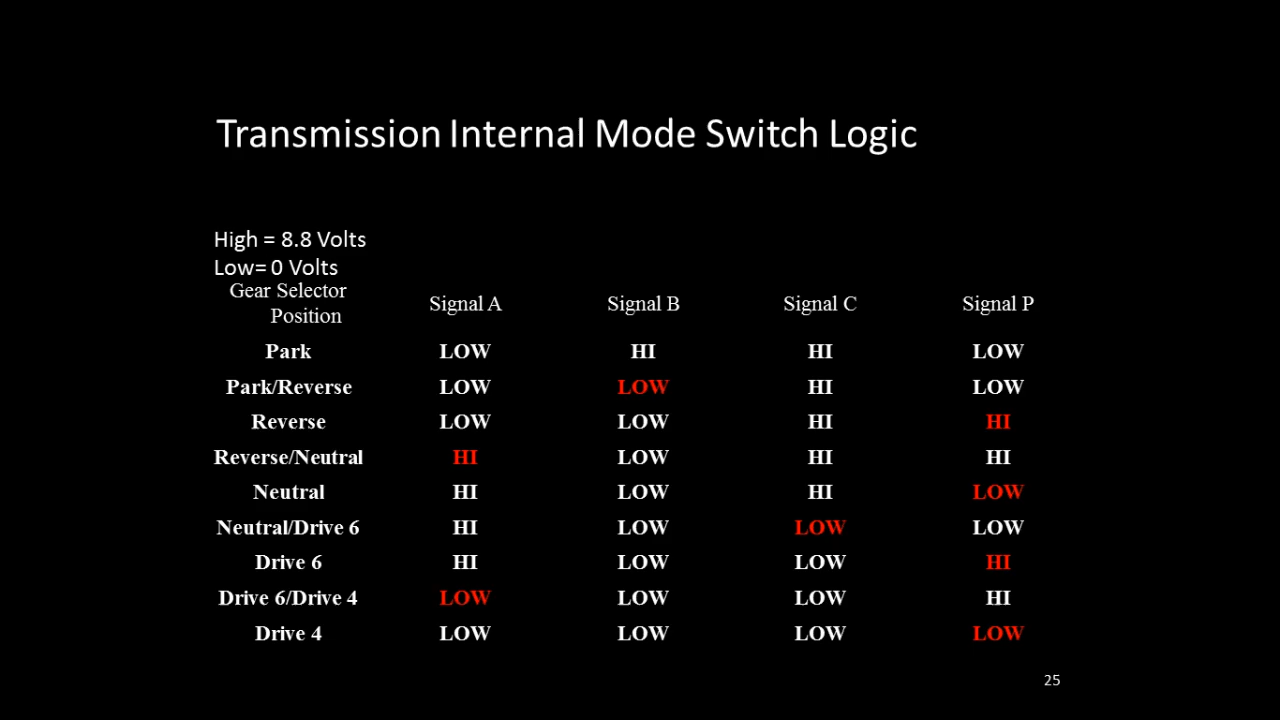 Transmission Internal Mode Switch Logic
High = 8.8 Volts
Low= 0 Volts
Gear Selector Position Signal A Signal B Signal C Signal P
Park LOW HI HI LOW
Park/Reverse LOW LOW HI LOW
Reverse LOW LOW HI HI
Reverse/Neutral HI LOW HI HI
Neutral HI LOW HI LOW
Neutral/Drive 6 HI LOW LOW LOW
Drive 6 HI LOW LOW HI
Drive 6/Drive 4 LOW LOW LOW HI
Drive 4 LOW LOW LOW LOW
25